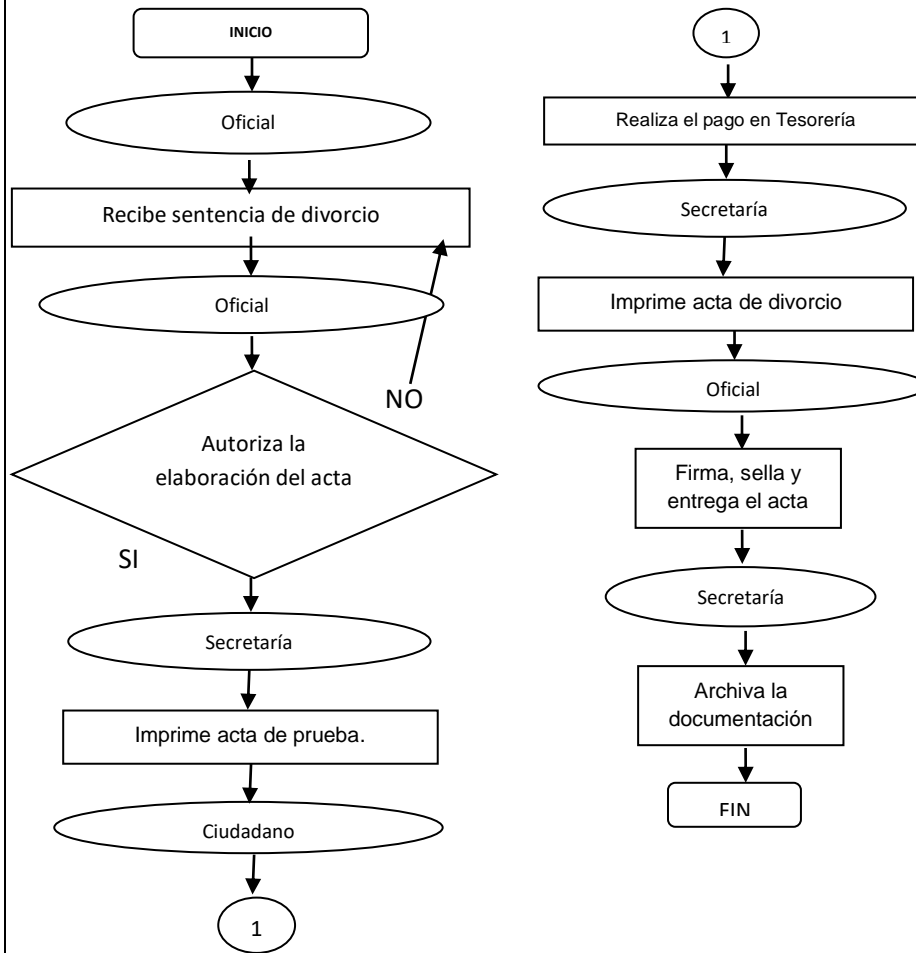 INICIO
Oficial
Recibe sentencia de divorcio
Oficial
NO
Autoriza la
elaboración del acta
SI
Secretaría
Imprime acta de prueba.
Ciudadano
1
1
Realiza el pago en Tesorería
Secretaría
Imprime acta de divorcio
Oficial
Firma, sella y
entrega el acta
Secretaría
Archiva la
documentación
FIN